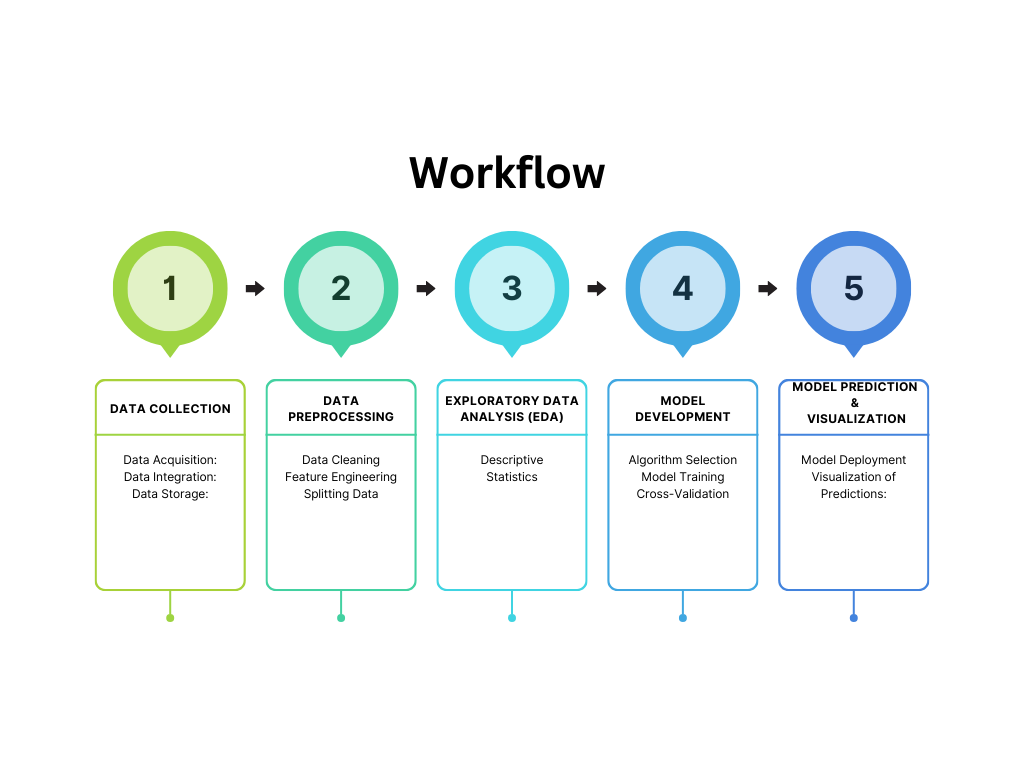 Workflow
1
2
3
4
5
DATA COLLECTION
Data Acquisition:
Data Integration:
Data Storage:
DATA
PREPROCESSING
Data Cleaning
Feature Engineering
Splitting Data
EXPLORATORY DATA
ANALYSIS (EDA)
Descriptive
Statistics
MODEL
DEVELOPMENT
Algorithm Selection
Model Training
Cross-Validation
MODEL PREDICTION
&
VISUALIZATION
Model Deployment
Visualization of
Predictions: